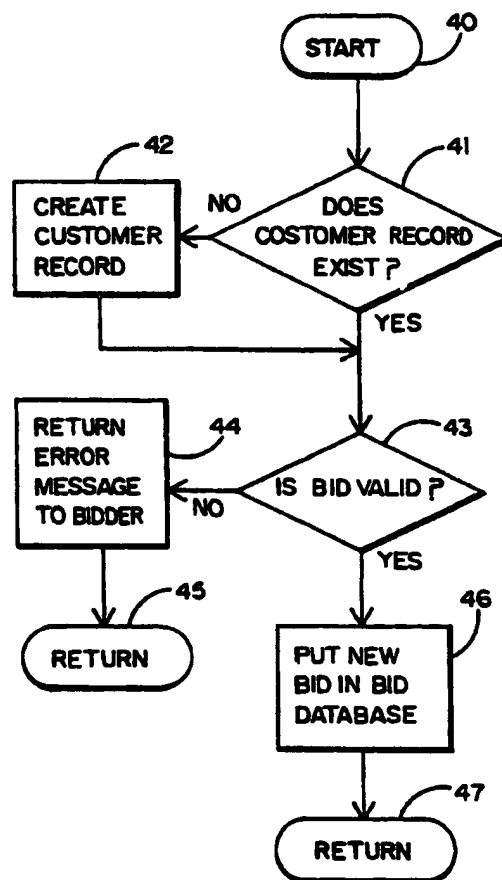 START
40
42
41
CREATE
CUSTOMER
RECORD
NO
DOES
COSTOMER RECORD
EXIST?
YES
RETURN
ERROR
MESSAGE
TO BIDDER
44
43
IS BID VALID?
NO
YES
45
RETURN
46
PUT NEW
BID IN BID
DATABASE
47
RETURN